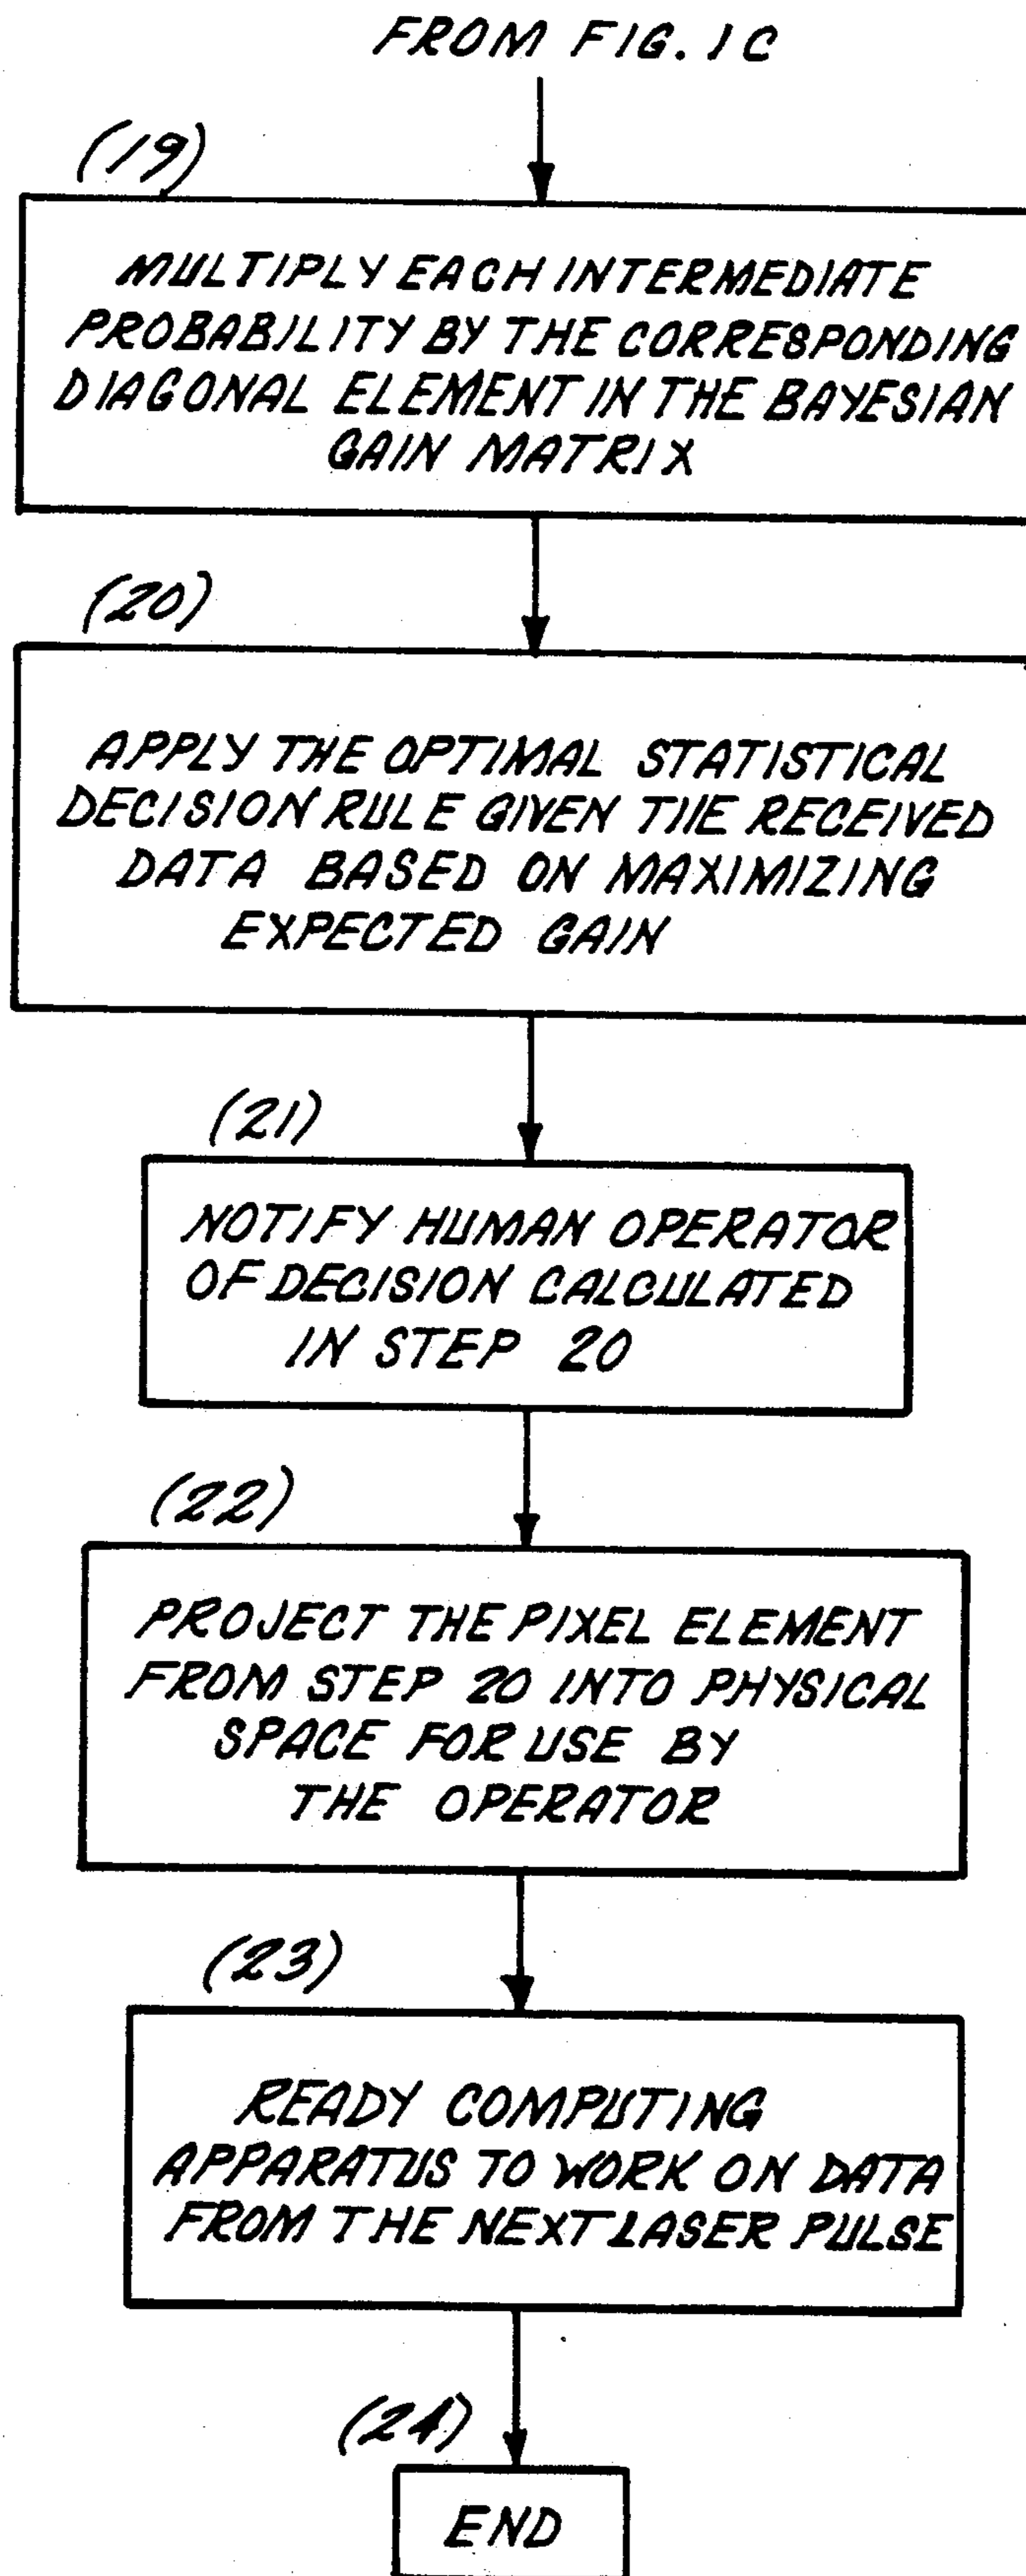 FROM FIG. 1C
(19)
MULTIPLY EACH INTERMEDIATE
PROBABILITY BY THE CORRESPONDING
DIAGONAL ELEMENT IN THE BAYESIAN
GAIN MATRIX
(20)
APPLY THE OPTIMAL STATISTICAL
DECISION RULE GIVEN THE RECEIVED
DATA BASED ON MAXIMIZING
EXPECTED GAIN
(21)
NOTIFY HUMAN OPERATOR
OF DECISION CALCULATED
IN STEP 20
(22)
PROJECT THE PIXEL ELEMENT
FROM STEP 20 INTO PHYSICAL
SPACE FOR USE BY
THE OPERATOR
(23)
READY COMPUTING
APPARATUS TO WORK ON DATA
FROM THE NEXT LASER PULSE
(24)
END